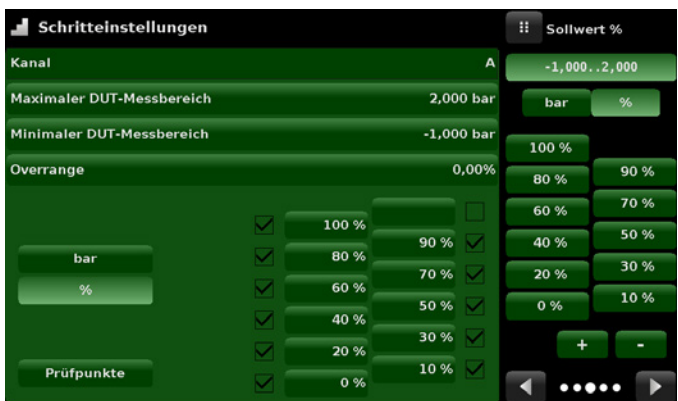 Schritteinstellungen
Kanal A
Maximaler DUT-Messbereich 2,000 bar
Minimaler DUT-Messbereich -1,000 bar
Overrange 0,00%
bar
%
Prüfpunkte
100 %
90 %
80 %
70 %
60 %
50 %
40 %
30 %
20 %
10 %
0 %
Sollwert %
-1,000..2,000
bar %
100 %
90 %
80 %
70 %
60 %
50 %
40 %
30 %
20 %
10 %
0 %
+ -